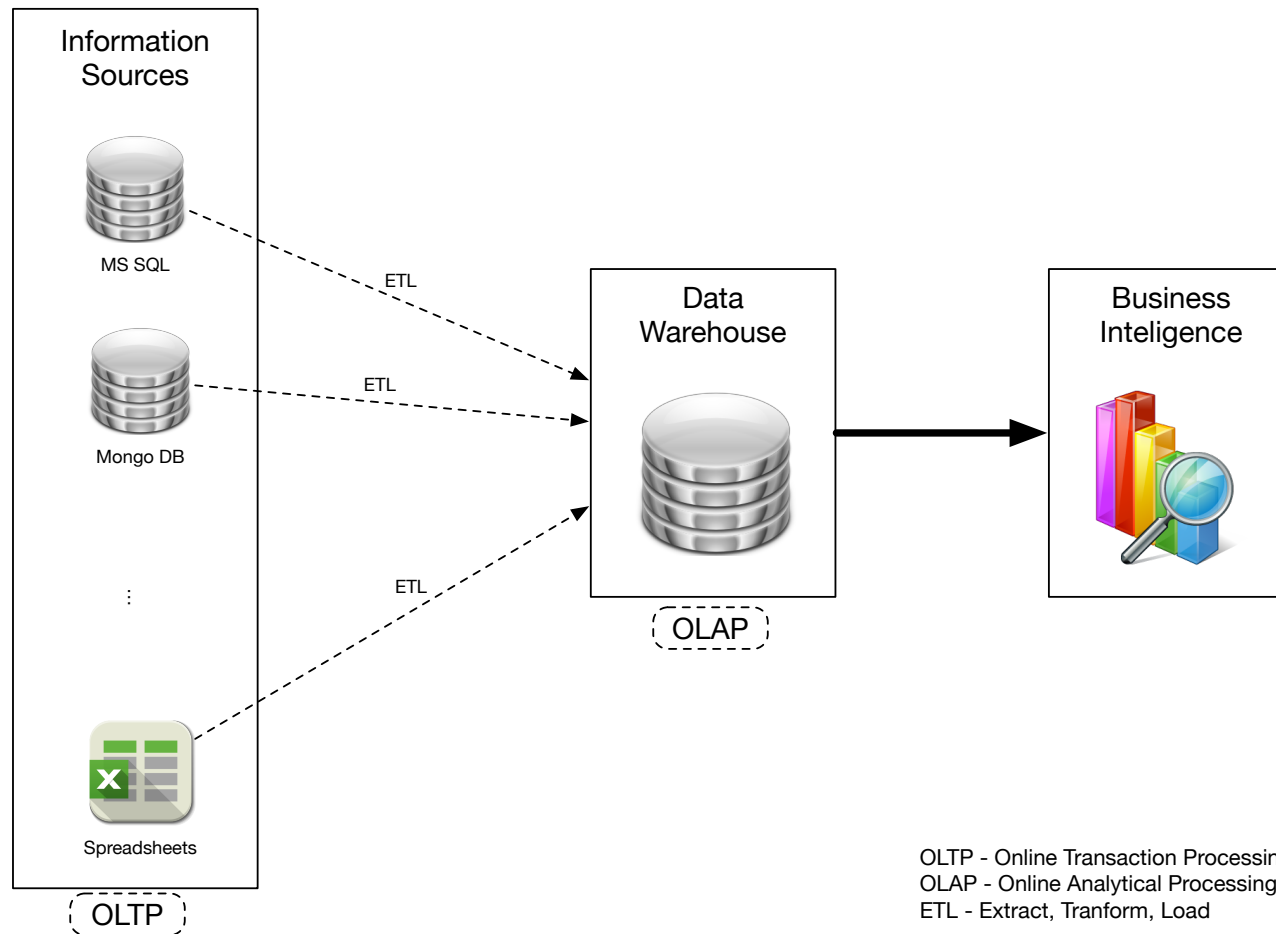 Information
Sources
MS SQL
Mongo DB
...
Spreadsheets
OLTP
ETL
ETL
ETL
Data
Warehouse
OLAP
Business
Inteligence
X
OLTP - Online Transaction Processin
OLAP - Online Analytical Processing
ETL - Extract, Tranform, Load